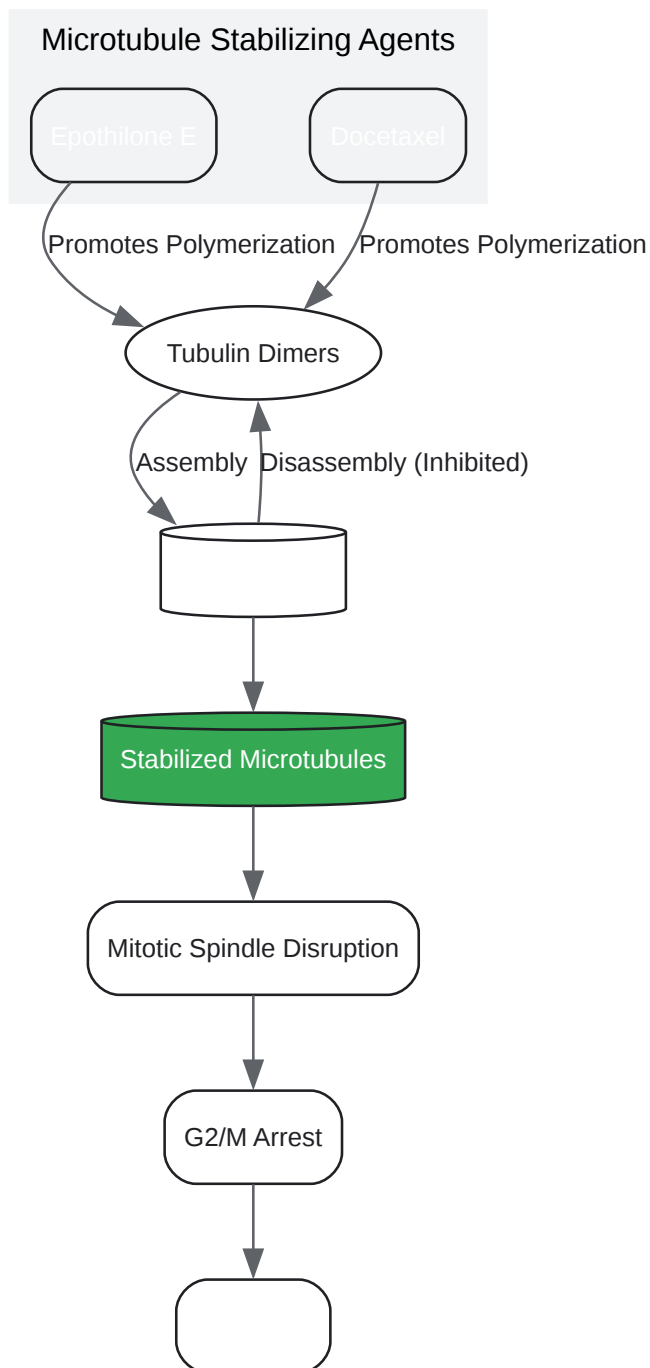 Microtubule Stabilizing Agents
Epothilone E
Docetaxel
Promotes Polymerization
Promotes Polymerization
Tubulin Dimers
Assembly
Disassembly (Inhibited)
Stabilized Microtubules
Mitotic Spindle Disruption
G2/M Arrest